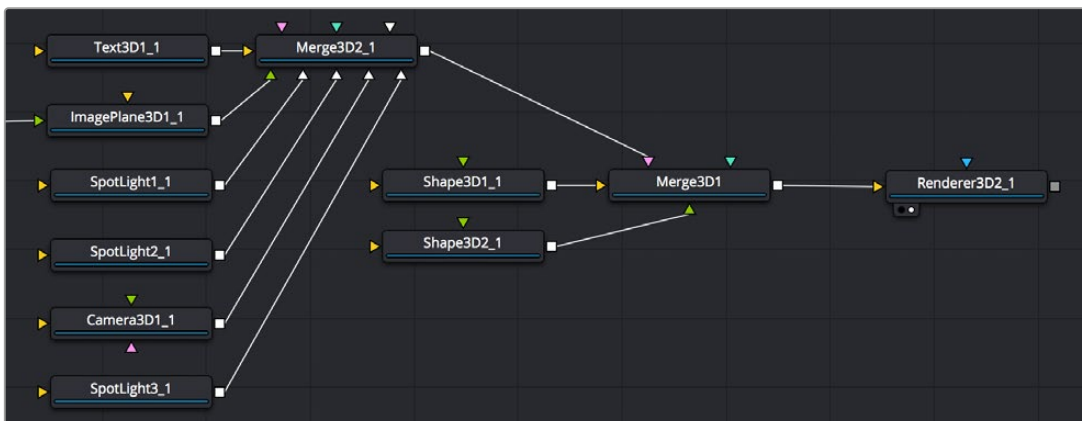 Text3D1_1
Merge3D2_1
ImagePlane3D1_1
SpotLight1_1
Shape3D1_1
Merge3D1
Renderer3D2_1
SpotLight2_1
Shape3D2_1
Camera3D1_1
SpotLight3_1